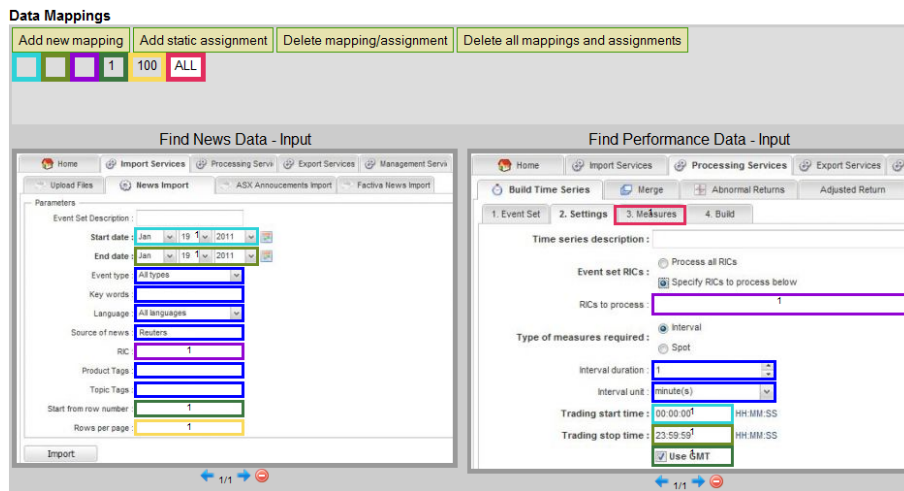 Data Mappings
Add new mapping Add static assignment Delete mapping/assignment Delete all mappings and assignments
1 100 ALL
Find News Data - Input
Home Import Services Processing Servi Export Services Management Servi
Upload Files News Import ASX Annoucements Import Factiva News Import
Parameters
Event Set Description :
Start date : Jan 19 1 2011
End date : Jan 19 1 2011
Event type : All types
Key words :
Language : All languages
Source of news : Reuters
RIC 1
Product Tags :
Topic Tags :
Start from row number 1
Rows per page : 1
Import
1/1
Find Performance Data - Input
Home Import Services Processing Services Export Services
Build Time Series Merge Abnormal Returns Adjusted Return
1. Event Set 2. Settings 3. Measures 4. Build
Time series description :
Event set RICs :
Process all RICs
Specify RICs to process below
RICs to process : 1
Type of measures required :
Interval
Spot
Interval duration : 1
Interval unit : minute(s)
Trading start time : 00:00:00 1 HH:MM:SS
Trading stop time : 23:59:59 1 HH:MM:SS
Use GMT
1/1